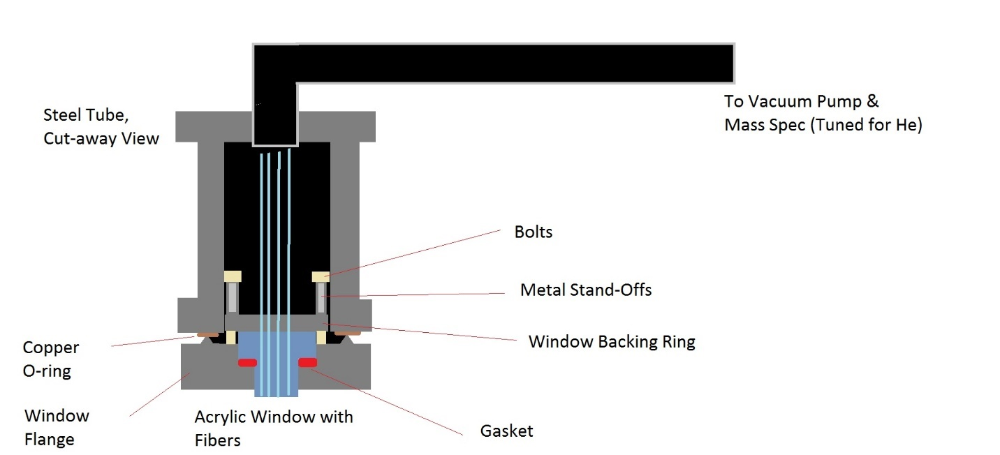 Steel Tube,
Cut-away View
To Vacuum Pump &
Mass Spec (Tuned for He)
Bolts
Metal Stand-Offs
Window Backing Ring
Copper
O-ring
Window
Flange
Acrylic Window with
Fibers
Gasket